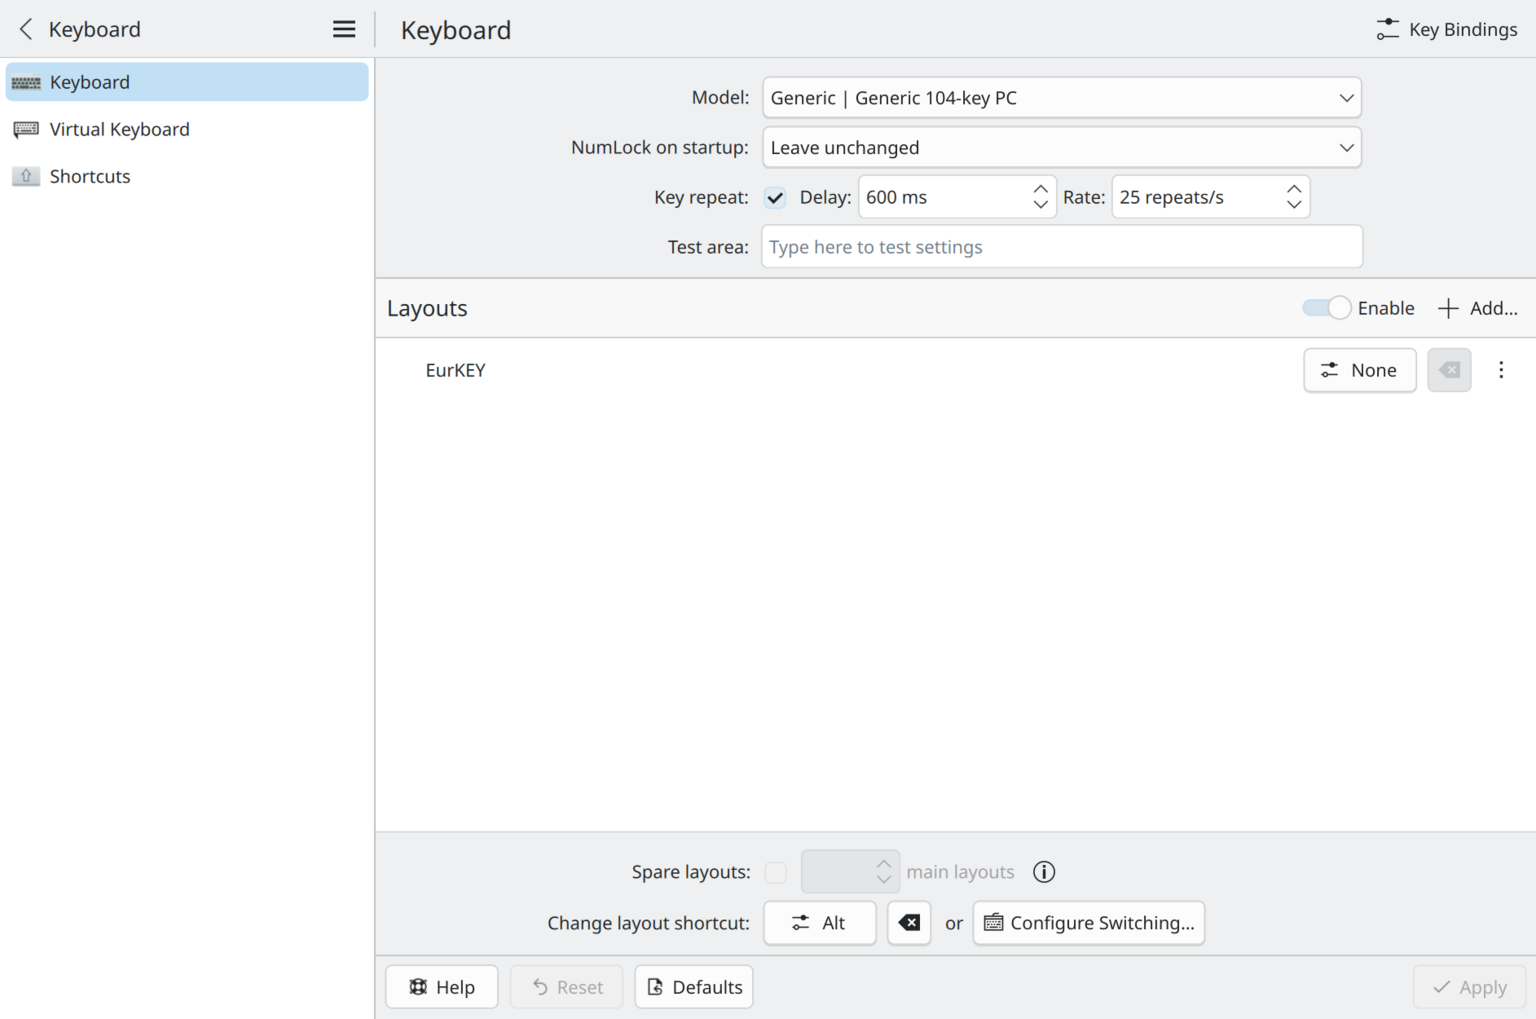 Keyboard
Keyboard
Key Bindings
Keyboard
Virtual Keyboard
Shortcuts
Model: Generic | Generic 104-key PC
NumLock on startup: Leave unchanged
Key repeat: Delay: 600 ms Rate: 25 repeats/s
Test area: Type here to test settings
Layouts Enable Add...
EurKEY None
Spare layouts: main layouts
Change layout shortcut: Alt or Configure Switching...
Help Reset Defaults Apply